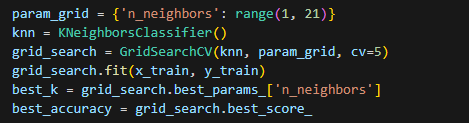 param_grid = {'n_neighbors': range(1, 21)}
knn = KNeighborsClassifier()
grid_search = GridSearchCV(knn, param_grid, cv=5)
grid_search.fit(x_train, y_train)
best_k = grid_search.best_params_['n_neighbors']
best_accuracy = grid_search.best_score_